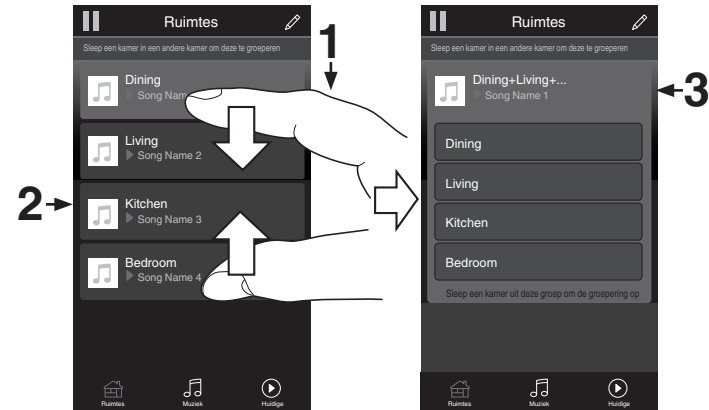 Ruimtes
Sleep een kamer in een andere kamer om deze te groeperen
1
Dining
Song Nam
Living
Song Name 2
2
Kitchen
Song Name 3
Bedroom
Song Name 4
Ruimtes
Muziek
Huidige
Ruimtes
Sleep een kamer in een andere kamer om deze te groeperen
Dining+Living+...
Song Name 1
3
Dining
Living
Kitchen
Bedroom
Sleep een kamer uit deze groep om de groepering op
Ruimtes
Muziek
Huidige